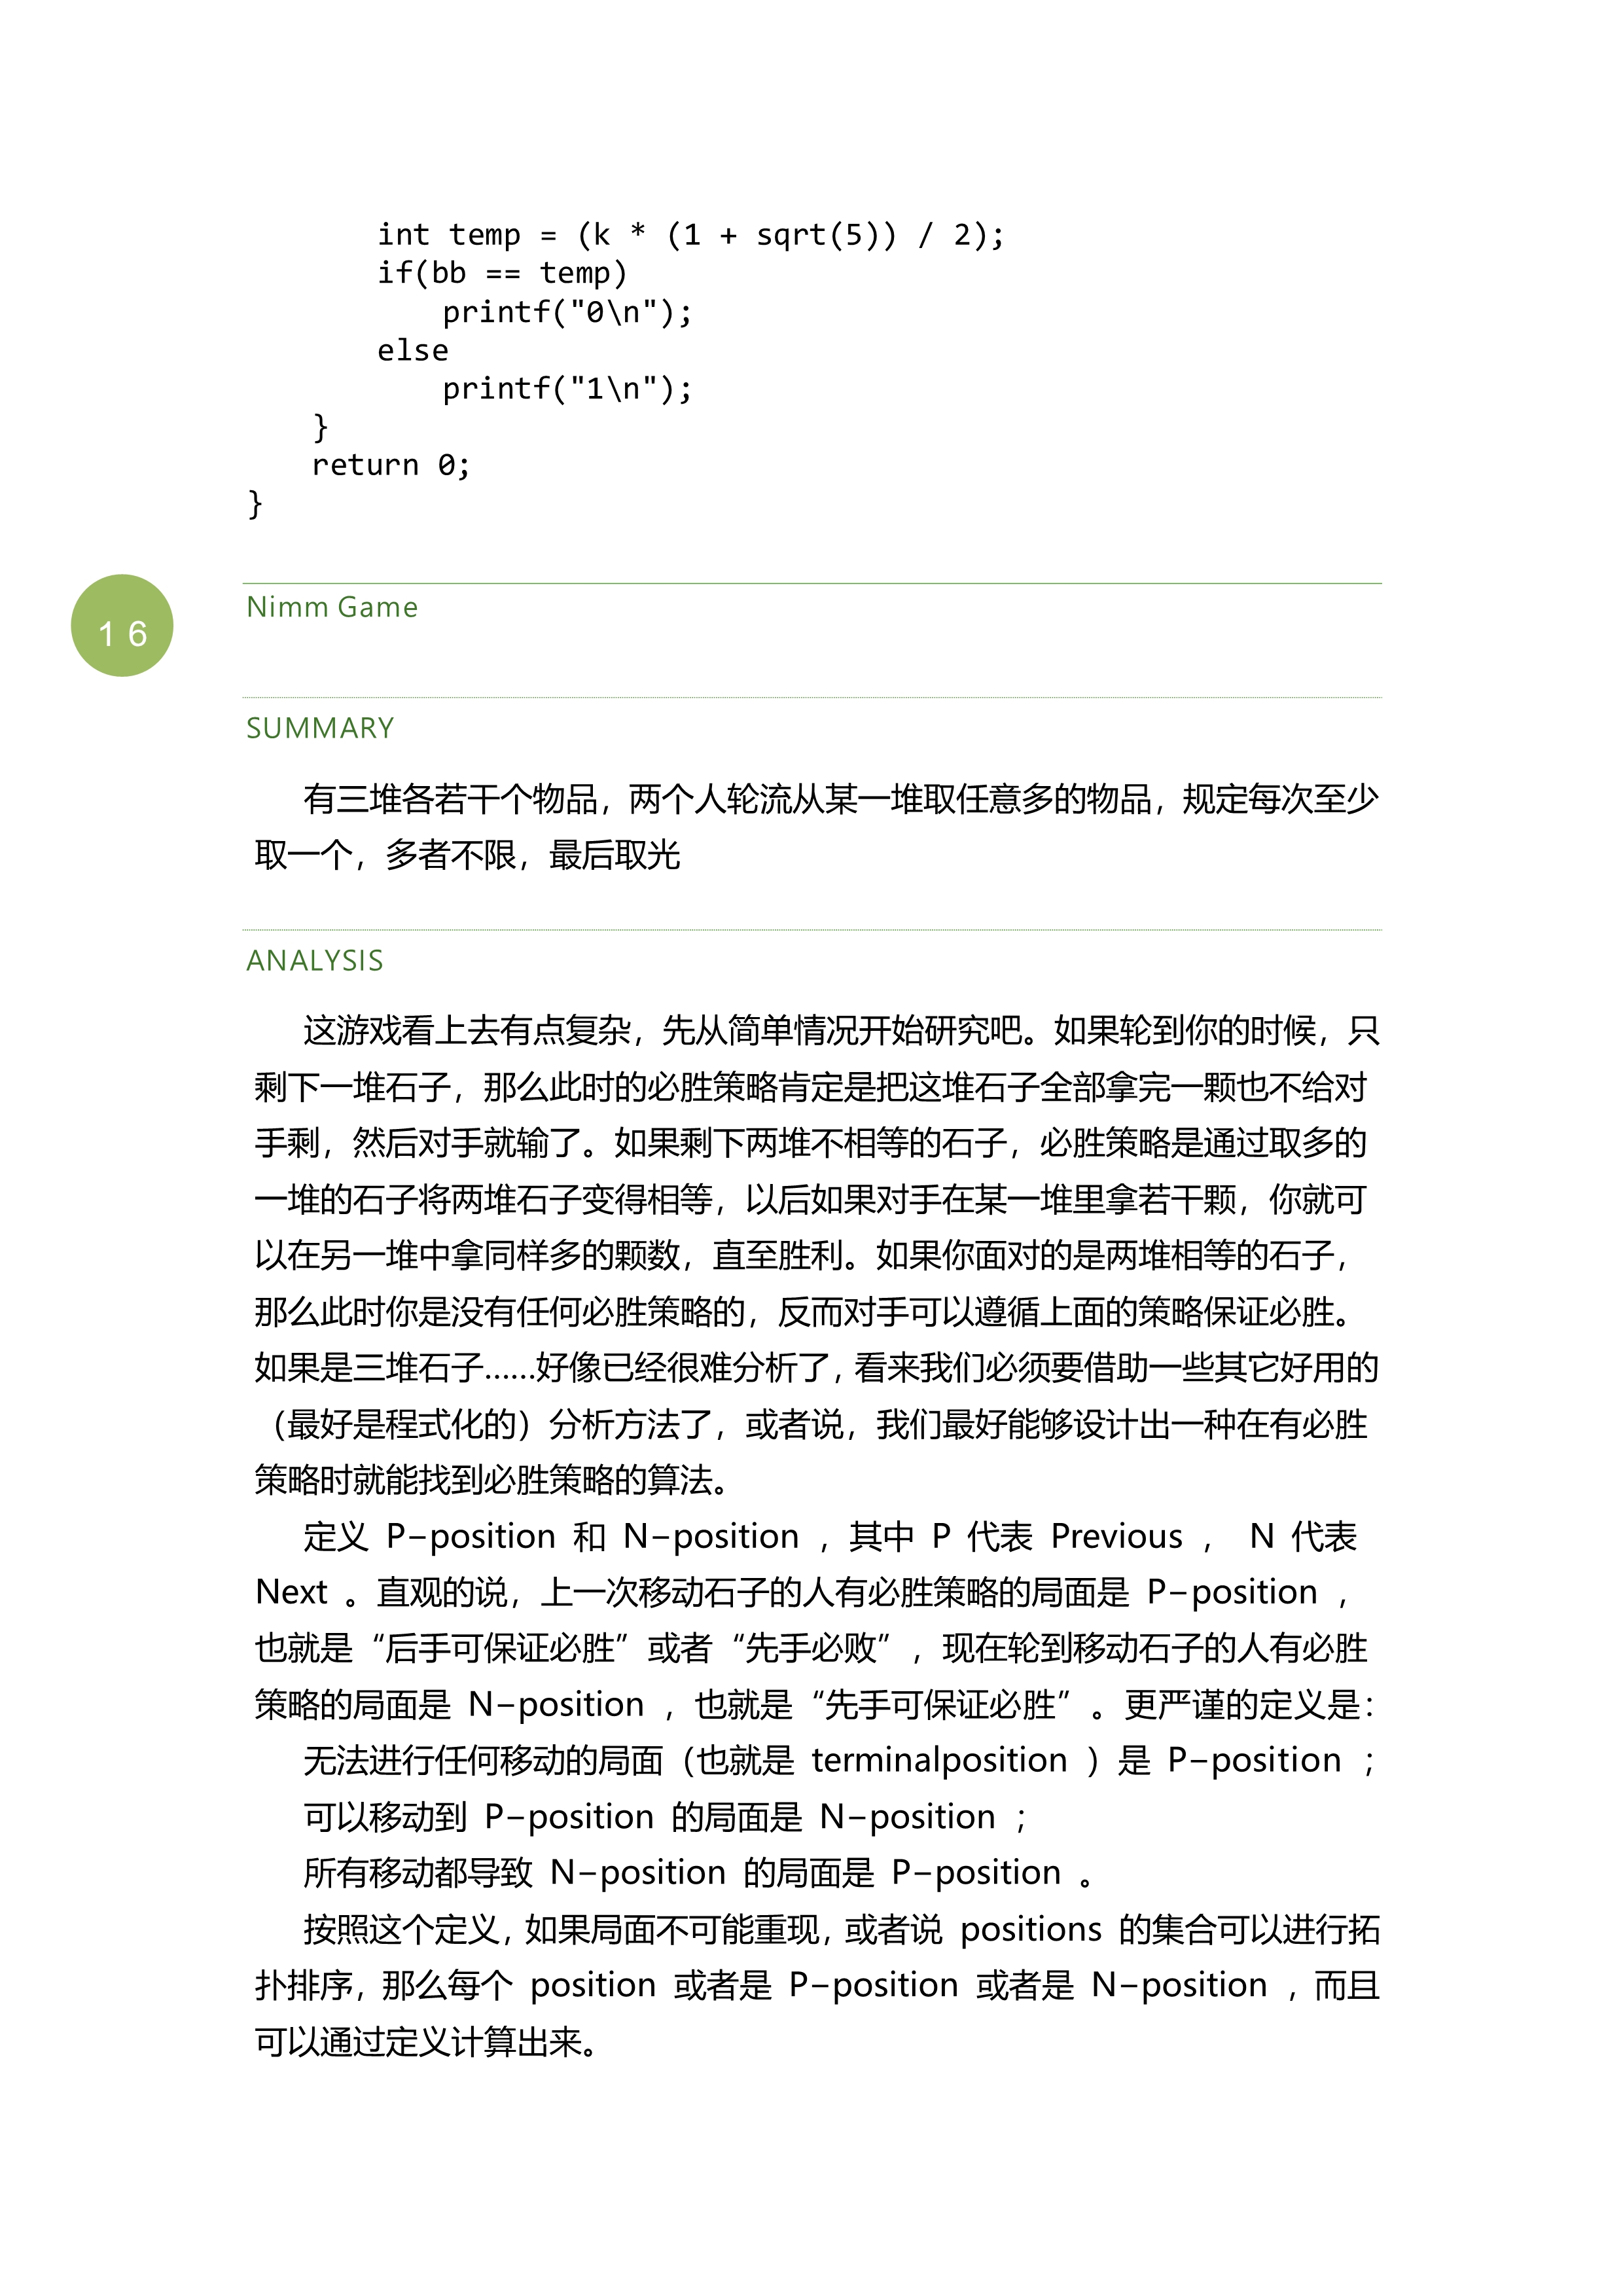 int temp = (k * (1 + sqrt(5)) / 2);
if(bb == temp)
printf("0\n");
else
printf("1\n");
}
return 0;
}
16
Nimm Game
SUMMARY
有三堆各若干个物品，两个人轮流从某一堆取任意多的物品，规定每次至少
取一个，多者不限，最后取光
ANALYSIS
这游戏看上去有点复杂，先从简单情况开始研究吧。如果轮到你的时候，只
剩下一堆石子，那么此时的必胜策略肯定是把这堆石子全部拿完一颗也不给对
手剩，然后对手就输了。如果剩下两堆不相等的石子，必胜策略是通过取多的
一堆的石子将两堆石子变得相等，以后如果对手在某一堆里拿若干颗，你就可
以在另一堆中拿同样多的颗数，直至胜利。如果你面对的是两堆相等的石子，
那么此时你是没有任何必胜策略的，反而对手可以遵循上面的策略保证必胜。
如果是三堆石子……好像已经很难分析了，看来我们必须要借助一些其它好用的
（最好是程式化的）分析方法了，或者说，我们最好能够设计出一种在有必胜
策略时就能找到必胜策略的算法。
定义 P-position 和 N-position ，其中 P 代表 Previous ， N 代表
Next 。直观的说，上一次移动石子的人有必胜策略的局面是 P-position ，
也就是“后手可保证必胜”或者“先手必败”，现在轮到移动石子的人有必胜
策略的局面是 N-position ，也就是“先手可保证必胜”。更严谨的定义是：
无法进行任何移动的局面（也就是 terminalposition ）是 P-position ；
可以移动到 P-position 的局面是 N-position ；
所有移动都导致 N-position 的局面是 P-position 。
按照这个定义，如果局面不可能重现，或者说 positions 的集合可以进行拓
扑排序，那么每个 position 或者是 P-position 或者是 N-position ，而且
可以通过定义计算出来。